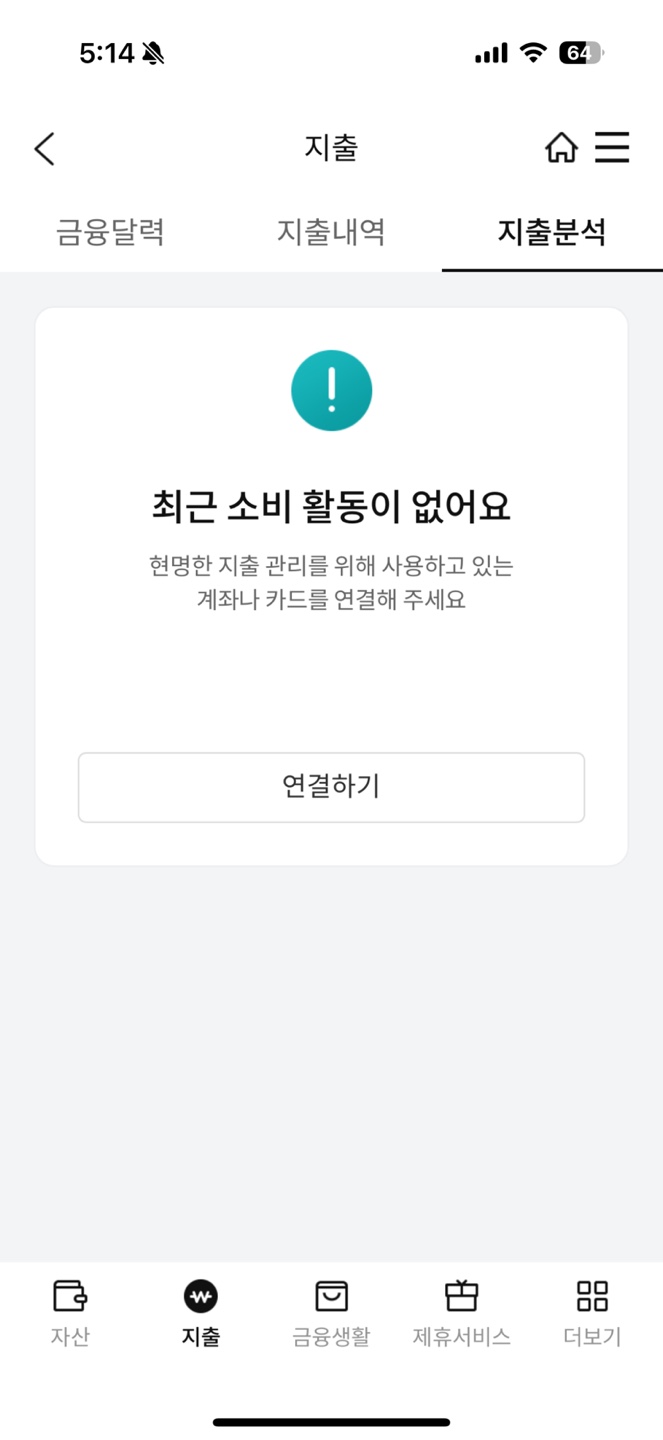 5:14
64
지출
금융달력 지출내역 지출분석
최근 소비 활동이 없어요
현명한 지출 관리를 위해 사용하고 있는
계좌나 카드를 연결해 주세요
연결하기
자산 지출 금융생활 제휴서비스 더보기